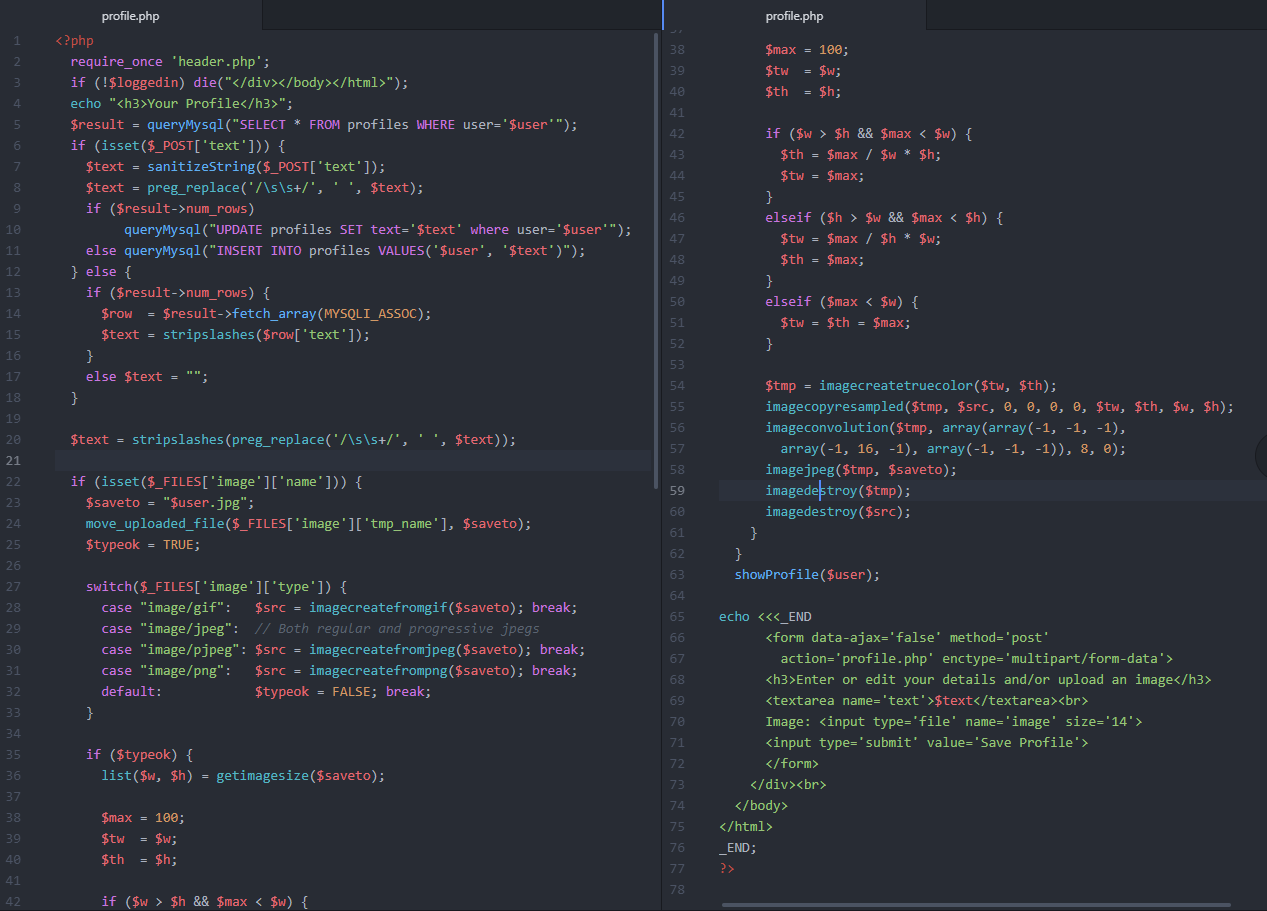 profile.php
1 <?php
2 require_once 'header.php';
3 if (!$loggedin) die("</div></body></html>");
4 echo "<h3>Your Profile</h3>";
5 $result = queryMysql("SELECT * FROM profiles WHERE user='$user'");
6 if (isset($_POST['text'])) {
7 $text = sanitizeString($_POST['text']);
8 $text = preg_replace('/\s\s+/', ' ', $text);
9 if ($result->num_rows)
10 queryMysql("UPDATE profiles SET text='$text' where user='$user'");
11 else queryMysql("INSERT INTO profiles VALUES('$user', '$text')");
12 } else {
13 if ($result->num_rows) {
14 $row  = $result->fetch_array(MYSQLI_ASSOC);
15 $text = stripslashes($row['text']);
16 }
17 else $text = "";
18 }
19
20 $text = stripslashes(preg_replace('/\s\s+/', ' ', $text));
21
22 if (isset($_FILES['image']['name'])) {
23 $saveto = "$user.jpg";
24 move_uploaded_file($_FILES['image']['tmp_name'], $saveto);
25 $typeok = TRUE;
26
27 switch($_FILES['image']['type']) {
28 case "image/gif":   $src = imagecreatefromgif($saveto); break;
29 case "image/jpeg":  // Both regular and progressive jpegs
30 case "image/pjpeg": $src = imagecreatefromjpeg($saveto); break;
31 case "image/png":   $src = imagecreatefrompng($saveto); break;
32 default:            $typeok = FALSE; break;
33 }
34
35 if ($typeok) {
36 list($w, $h) = getimagesize($saveto);
37
38 $max = 100;
39 $tw  = $w;
40 $th  = $h;
41
42 if ($w > $h && $max < $w) {
profile.php
38 $max = 100;
39 $tw  = $w;
40 $th  = $h;
41
42 if ($w > $h && $max < $w) {
43 $th = $max / $w * $h;
44 $tw = $max;
45 }
46 elseif ($h > $w && $max < $h) {
47 $tw = $max / $h * $w;
48 $th = $max;
49 }
50 elseif ($max < $w) {
51 $tw = $th = $max;
52 }
53
54 $tmp = imagecreatetruecolor($tw, $th);
55 imagecopyresampled($tmp, $src, 0, 0, 0, 0, $tw, $th, $w, $h);
56 imageconvolution($tmp, array(array(-1, -1, -1),
57 array(-1, 16, -1), array(-1, -1, -1)), 8, 0);
58 imagejpeg($tmp, $saveto);
59 imagedestroy($tmp);
60 imagedestroy($src);
61 }
62 }
63 showProfile($user);
64
65 echo <<<_END
66 <form data-ajax='false' method='post'
67 action='profile.php' enctype='multipart/form-data'>
68 <h3>Enter or edit your details and/or upload an image</h3>
69 <textarea name='text'>$text</textarea><br>
70 Image: <input type='file' name='image' size='14'>
71 <input type='submit' value='Save Profile'>
72 </form>
73 </div><br>
74 </body>
75 </html>
76 _END;
77 ?>
78